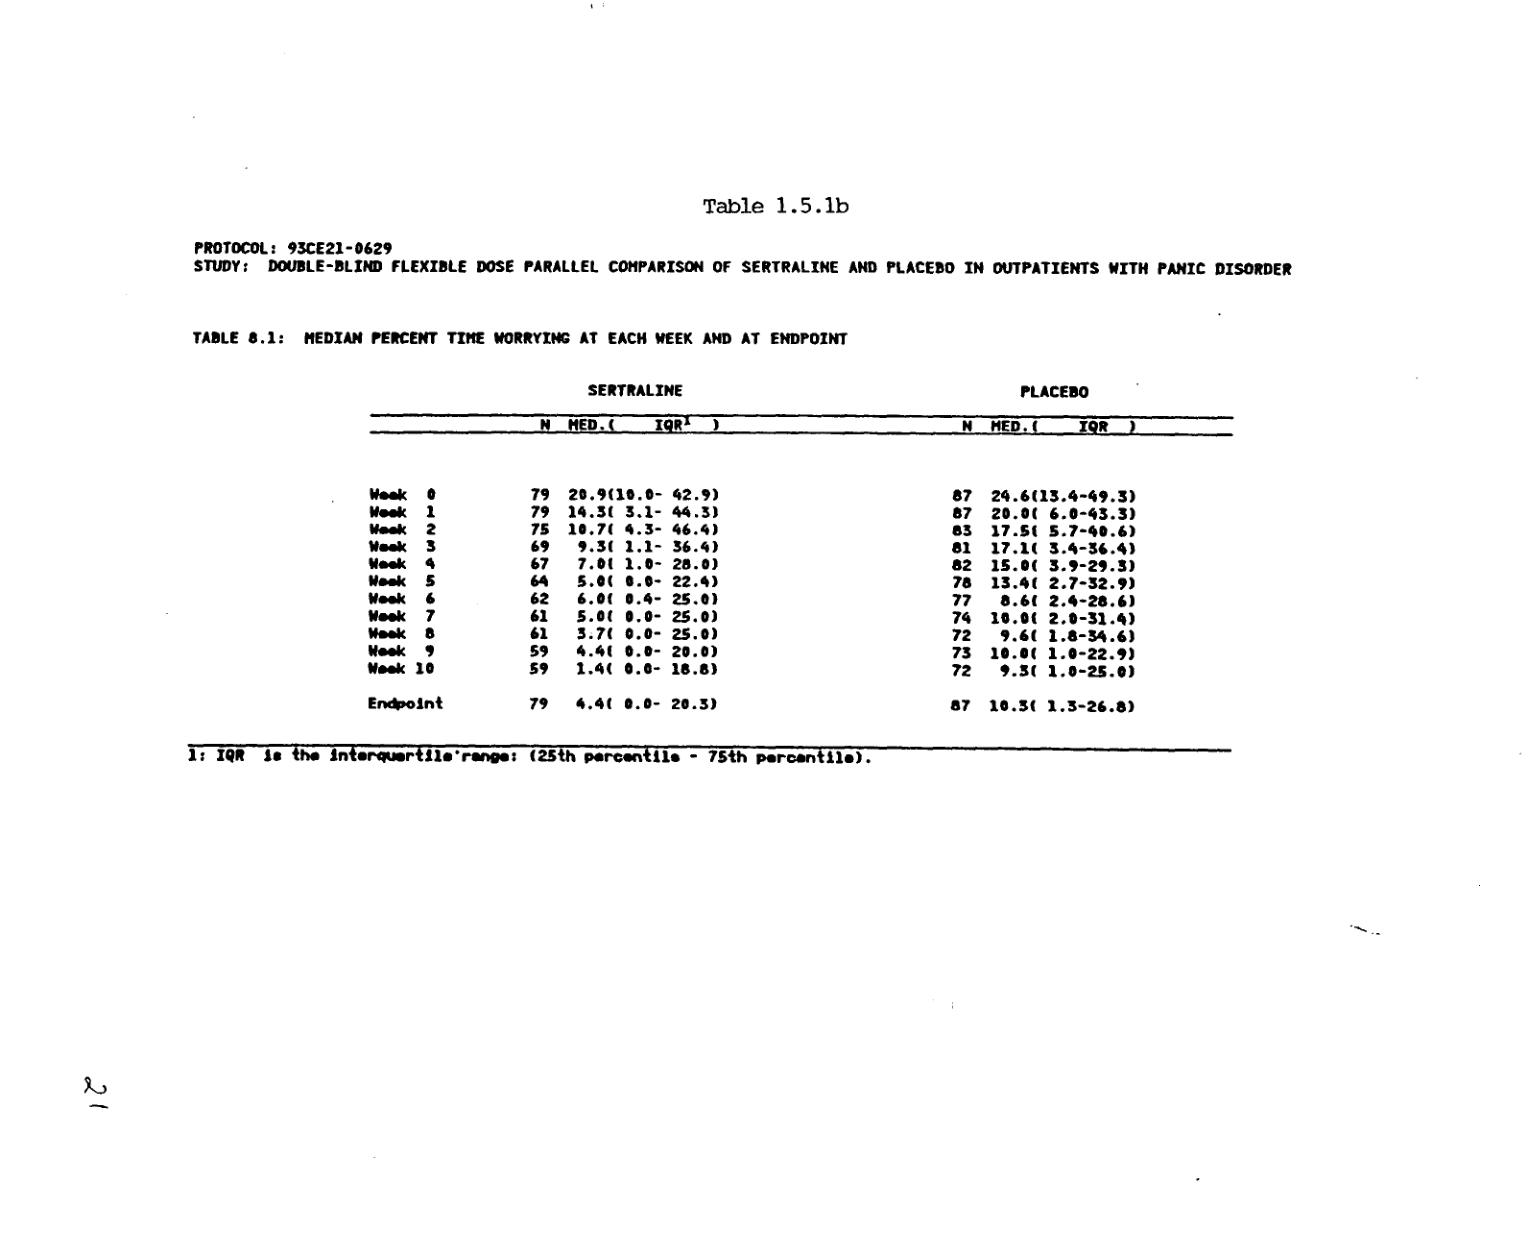 Table 1.5.1b
PROTOCOL: 93CE21-0629
STUDY: DOUBLE-BLIND FLEXIBLE DOSE PARALLEL COMPARISON OF SERTRALINE AND PLACEBO IN OUTPATIENTS WITH PANIC DISORDER
TABLE 8.1: MEDIAN PERCENT TIME WORRYING AT EACH WEEK AND AT ENDPOINT
SERTRALINE PLACEBO
N MED.( IQR¹ ) N MED.( IQR )
Week 0 79 20.9(10.0- 42.9) 87 24.6(13.4-49.3)
Week 1 79 14.3( 3.1- 44.3) 87 20.0( 6.0-43.3)
Week 2 75 10.7( 4.3- 46.4) 83 17.5( 5.7-40.6)
Week 3 69 9.3( 1.1- 36.4) 81 17.1( 3.4-36.4)
Week 4 67 7.0( 1.0- 28.0) 82 15.0( 3.9-29.3)
Week 5 64 5.0( 0.0- 22.4) 78 13.4( 2.7-32.9)
Week 6 62 6.0( 0.4- 25.0) 77 8.6( 2.4-28.6)
Week 7 61 5.0( 0.0- 25.0) 74 10.0( 2.0-31.4)
Week 8 61 3.7( 0.0- 25.0) 72 9.6( 1.8-34.6)
Week 9 59 4.4( 0.0- 20.0) 73 10.0( 1.0-22.9)
Week 10 59 1.4( 0.0- 18.8) 72 9.3( 1.0-25.0)
Endpoint 79 4.4( 0.0- 20.3) 87 10.3( 1.3-26.8)
1: IQR is the interquartile range: (25th percentile - 75th percentile).